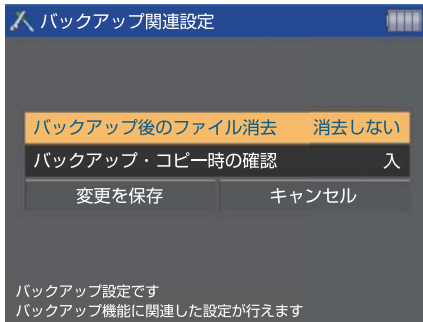 バックアップ関連設定
バックアップ後のファイル消去 消去しない
バックアップ・コピー時の確認 入
変更を保存 キャンセル
バックアップ設定です
バックアップ機能に関連した設定が行えます